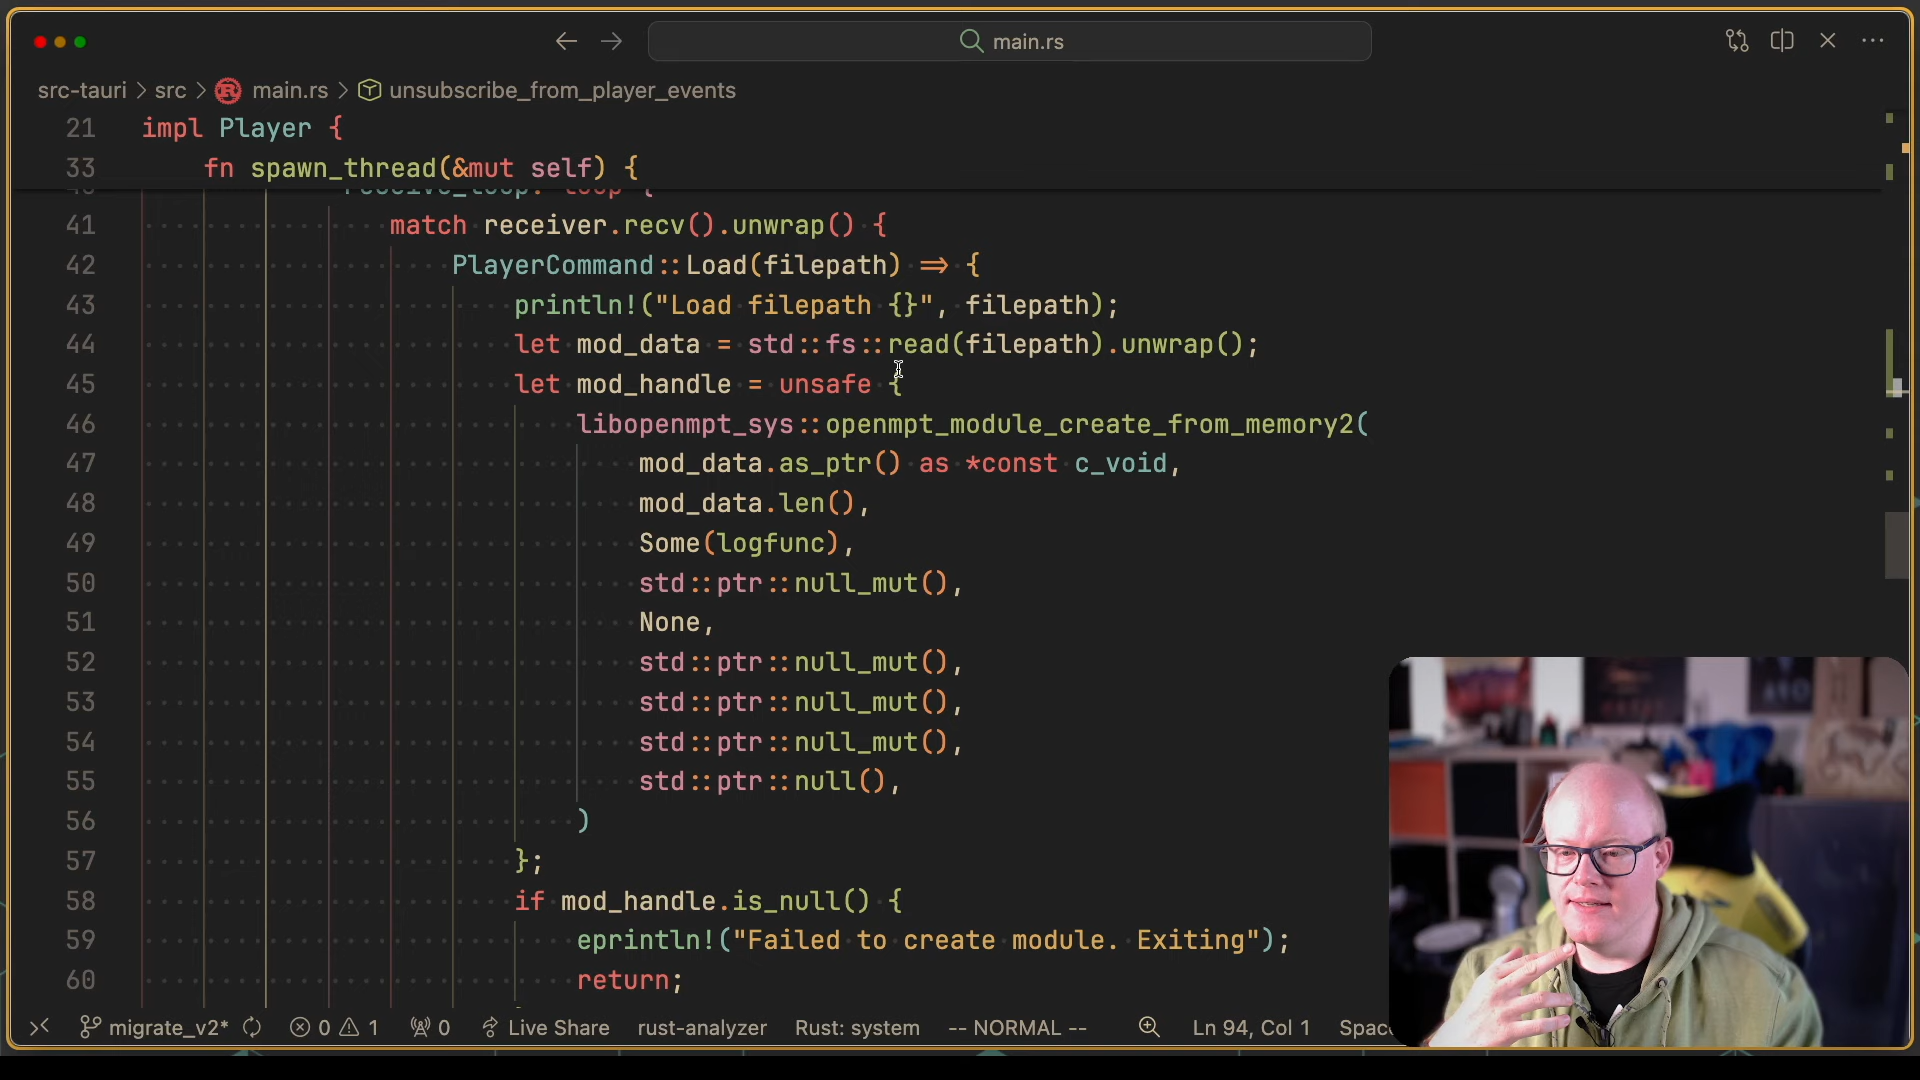 main.rs
src-tauri > src > main.rs > unsubscribe_from_player_events
21 impl Player {
33 fn spawn_thread(&mut self) {
41 match receiver.recv().unwrap() {
42 PlayerCommand::Load(filepath) => {
43 println!("Load filepath {}", filepath);
44 let mod_data = std::fs::read(filepath).unwrap();
45 let mod_handle = unsafe {
46 libopenmpt_sys::openmpt_module_create_from_memory2(
47 mod_data.as_ptr() as *const c_void,
48 mod_data.len(),
49 Some(logfunc),
50 std::ptr::null_mut(),
51 None,
52 std::ptr::null_mut(),
53 std::ptr::null_mut(),
54 std::ptr::null_mut(),
55 std::ptr::null(),
56 )
57 };
58 if mod_handle.is_null() {
59 eprintln!("Failed to create module. Exiting");
60 return;
migrate_v2* 0 1 0 Live Share rust-analyzer Rust: system -- NORMAL -- Ln 94, Col 1